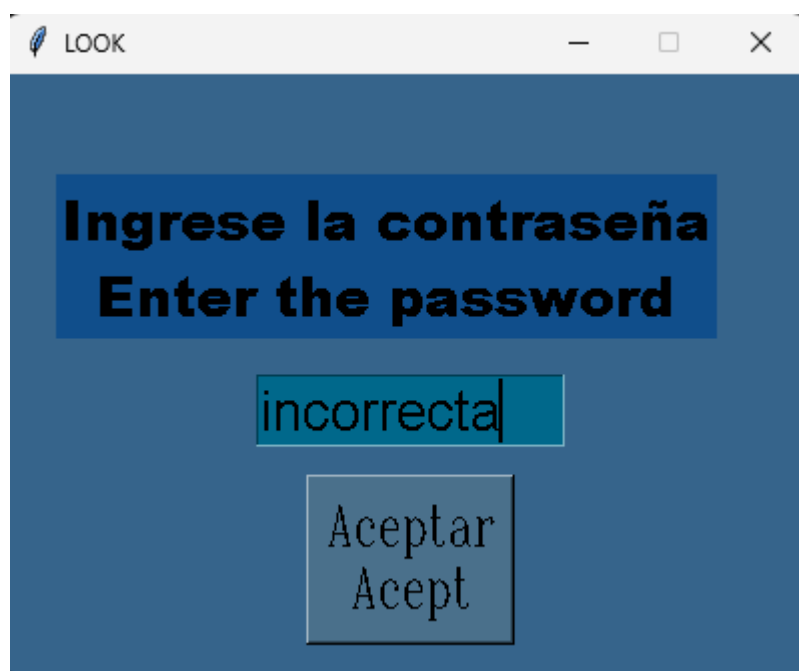 LOOK
Ingrese la contraseña
Enter the password
incorrecta
Aceptar
Acept